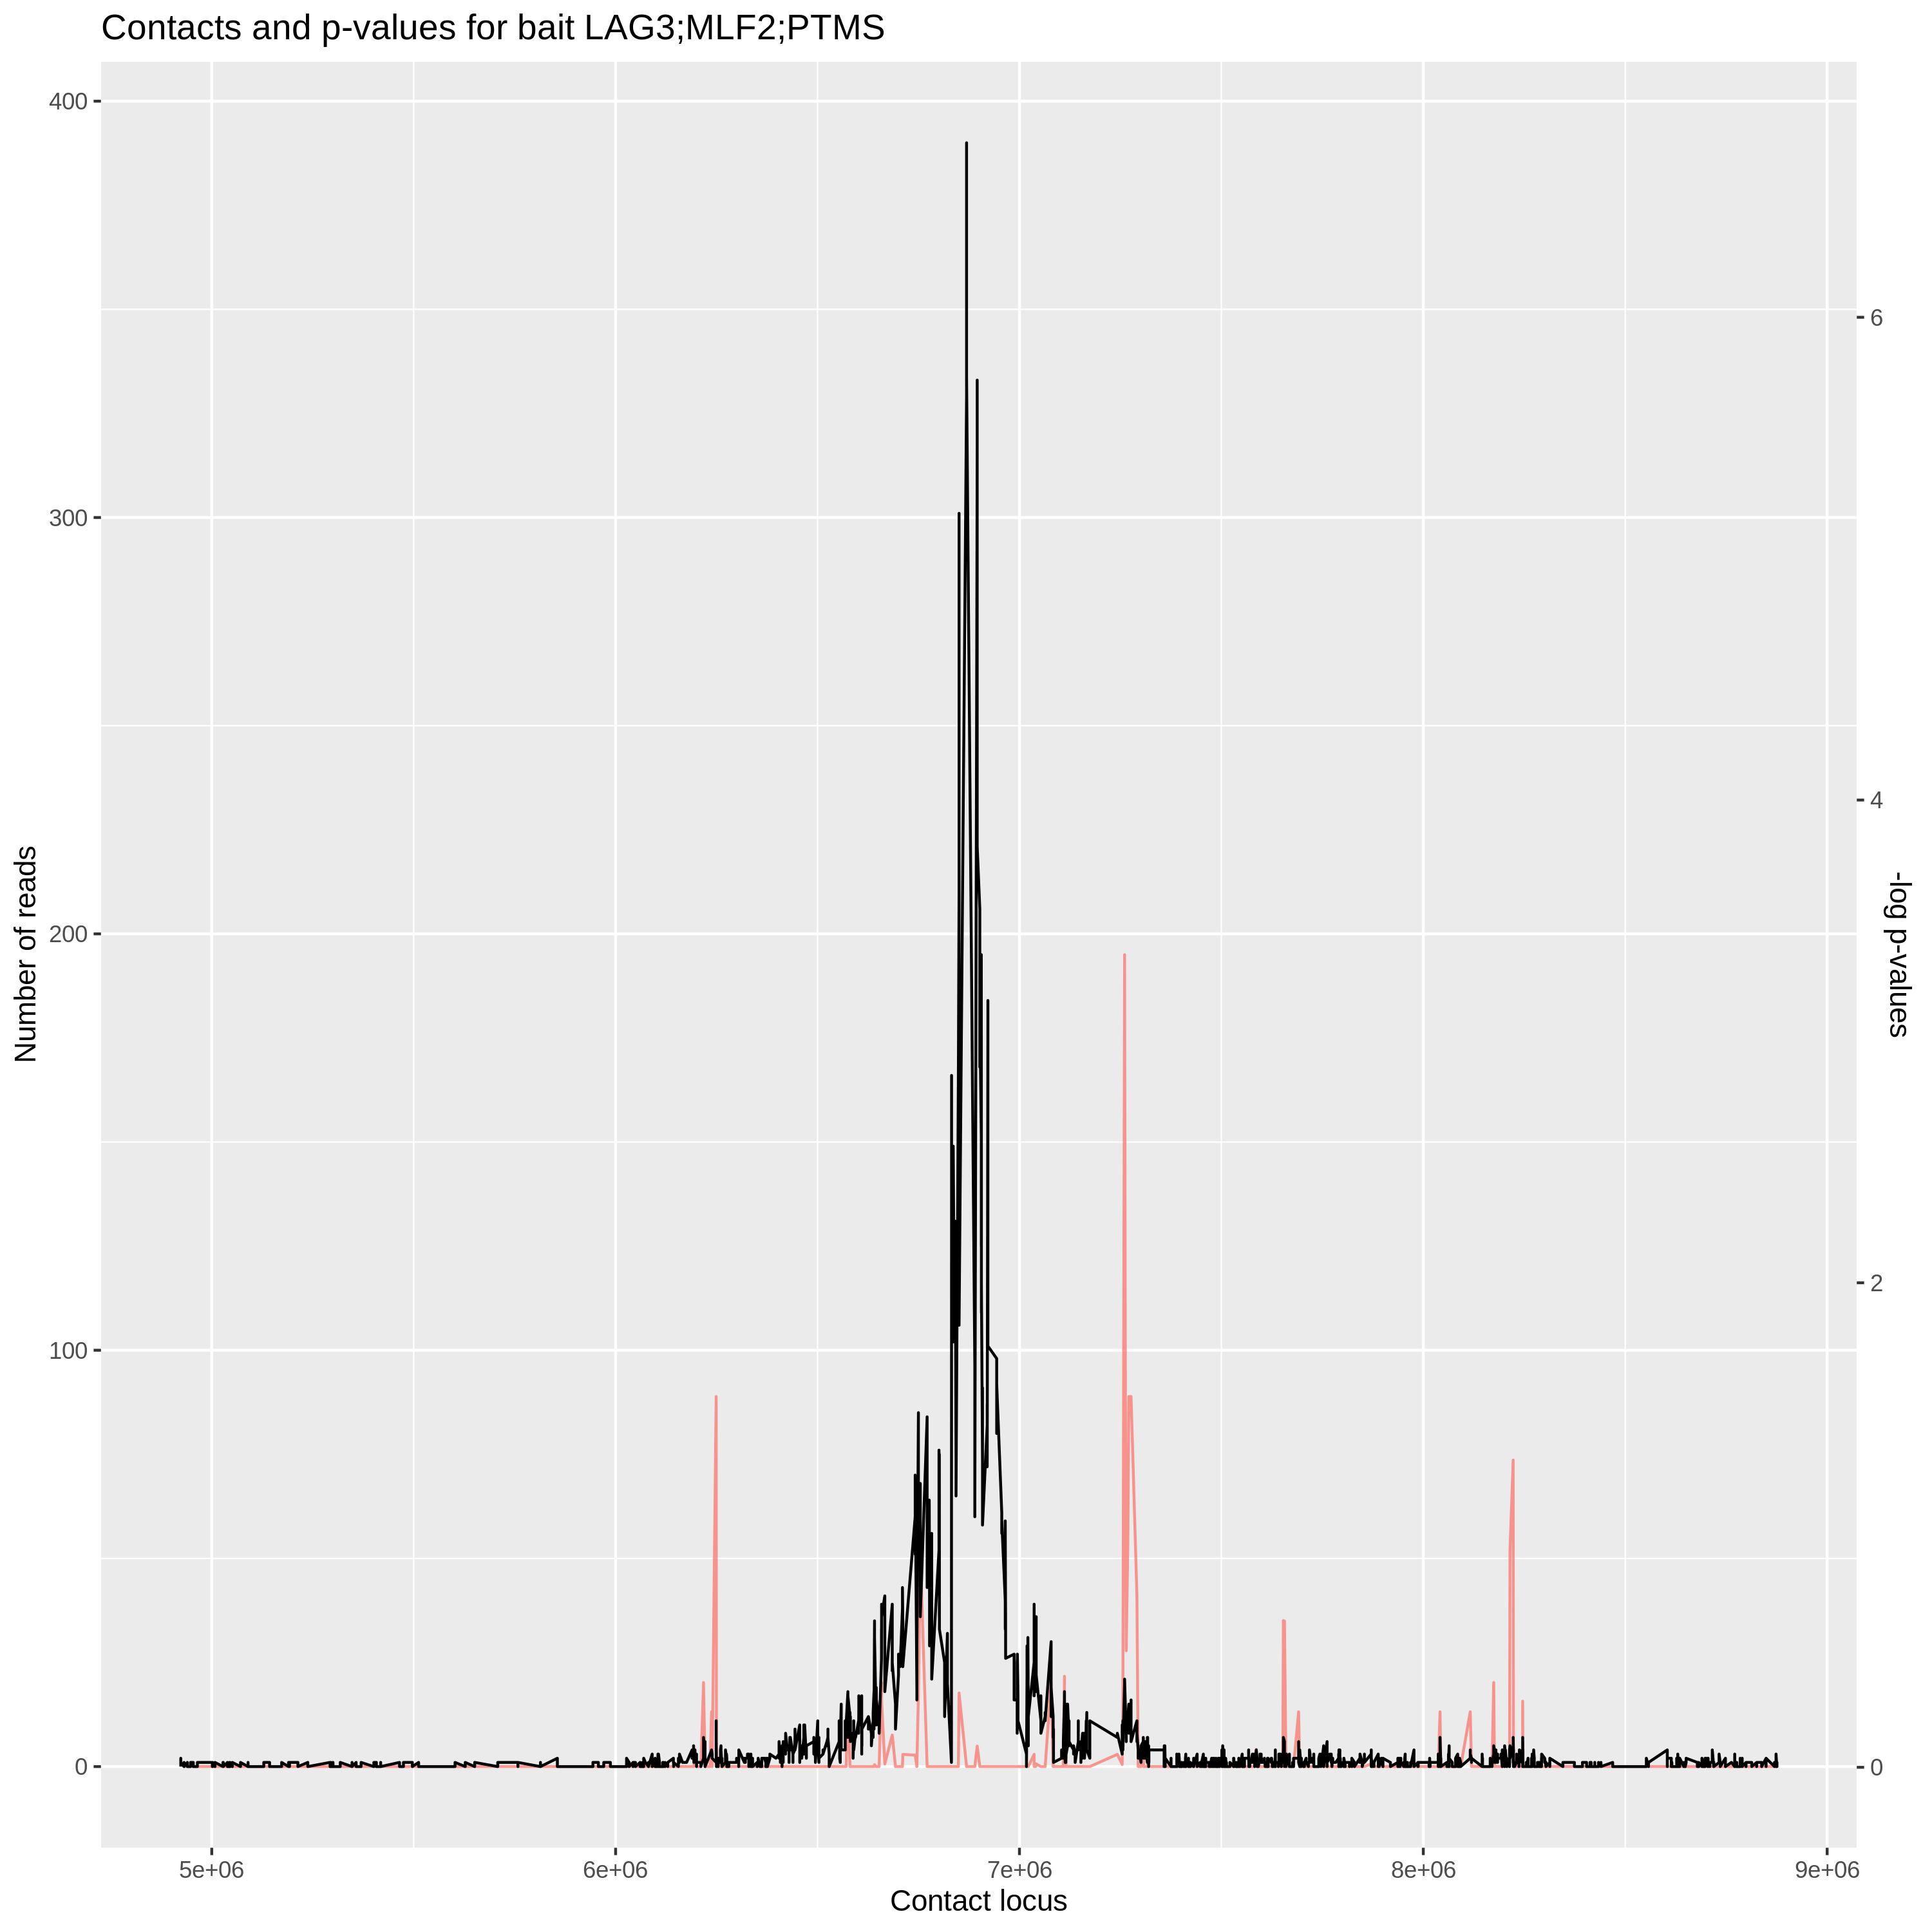 Contacts and p-values for bait LAG3;MLF2;PTMS
400
300
200
100
0
Number of reads
6
4
2
0
-log p-values
5e+06
6e+06
7e+06
8e+06
9e+06
Contact locus